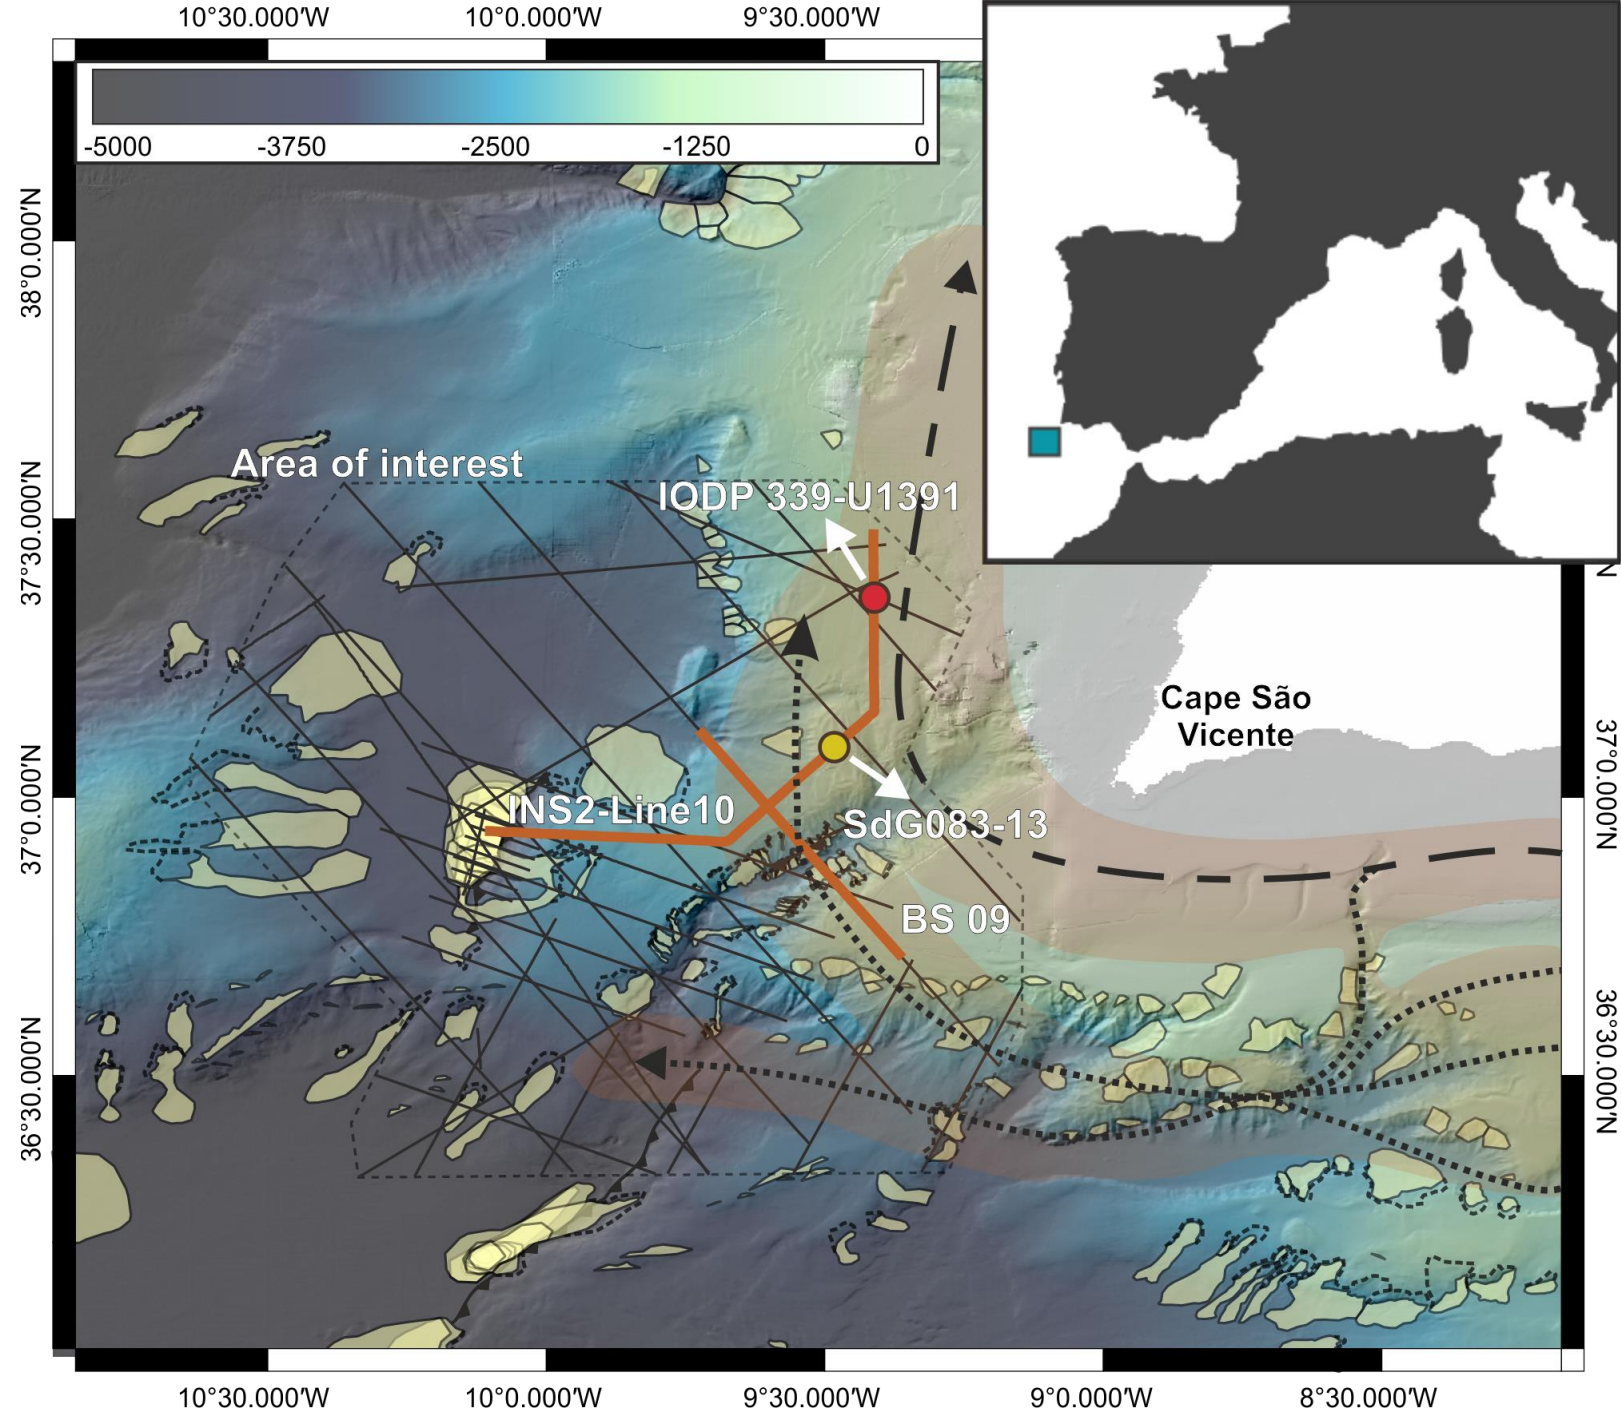 10°30.000'W 10°0.000'W 9°30.000'W
-5000 -3750 -2500 -1250 0
38°0.000'N
37°30.000'N
37°0.000'N
36°30.000'N
Area of interest
IODP 339-U1391
Cape São
Vicente
INS2-Line10
SdG083-13
BS 09
N
37°0.000'N
36°30.000'N
10°30.000'W 10°0.000'W 9°30.000'W 9°0.000'W 8°30.000'W